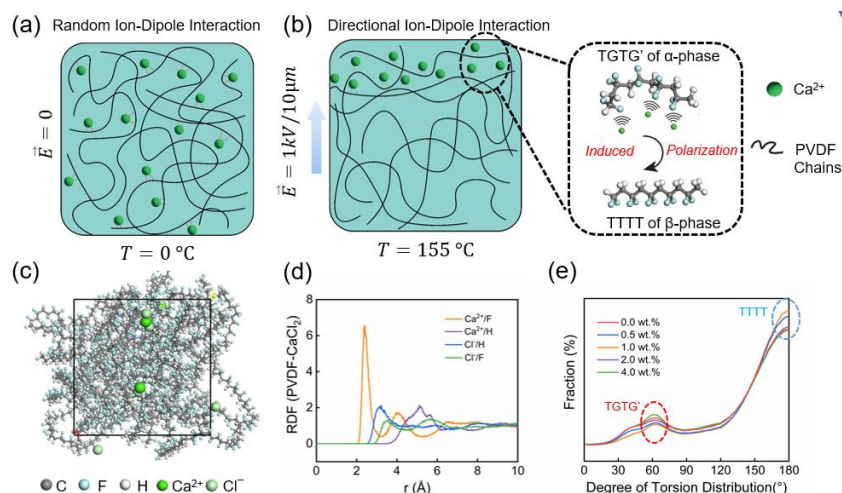 (a) Random Ion-Dipole Interaction
E⃗ = 0
T = 0 °C
(b) Directional Ion-Dipole Interaction
E⃗ = 1kV/10μm
T = 155 °C
TGTG' of α-phase
Induced Polarization
TTTT of β-phase
Ca²⁺
PVDF
Chains
(c)
C F H Ca²⁺ Cl⁻
(d)
RDF (PVDF-CaCl₂)
8
6
4
2
0
Ca²⁺/F
Ca²⁺/H
Cl⁻/H
Cl⁻/F
0 2 4 6 8 10
r (Å)
(e)
Fraction (%)
TTTT
0.0 wt.%
0.5 wt.%
1.0 wt.%
2.0 wt.%
4.0 wt.%
TGTG'
0 30 60 90 120 150 180
Degree of Torsion Distribution(°)